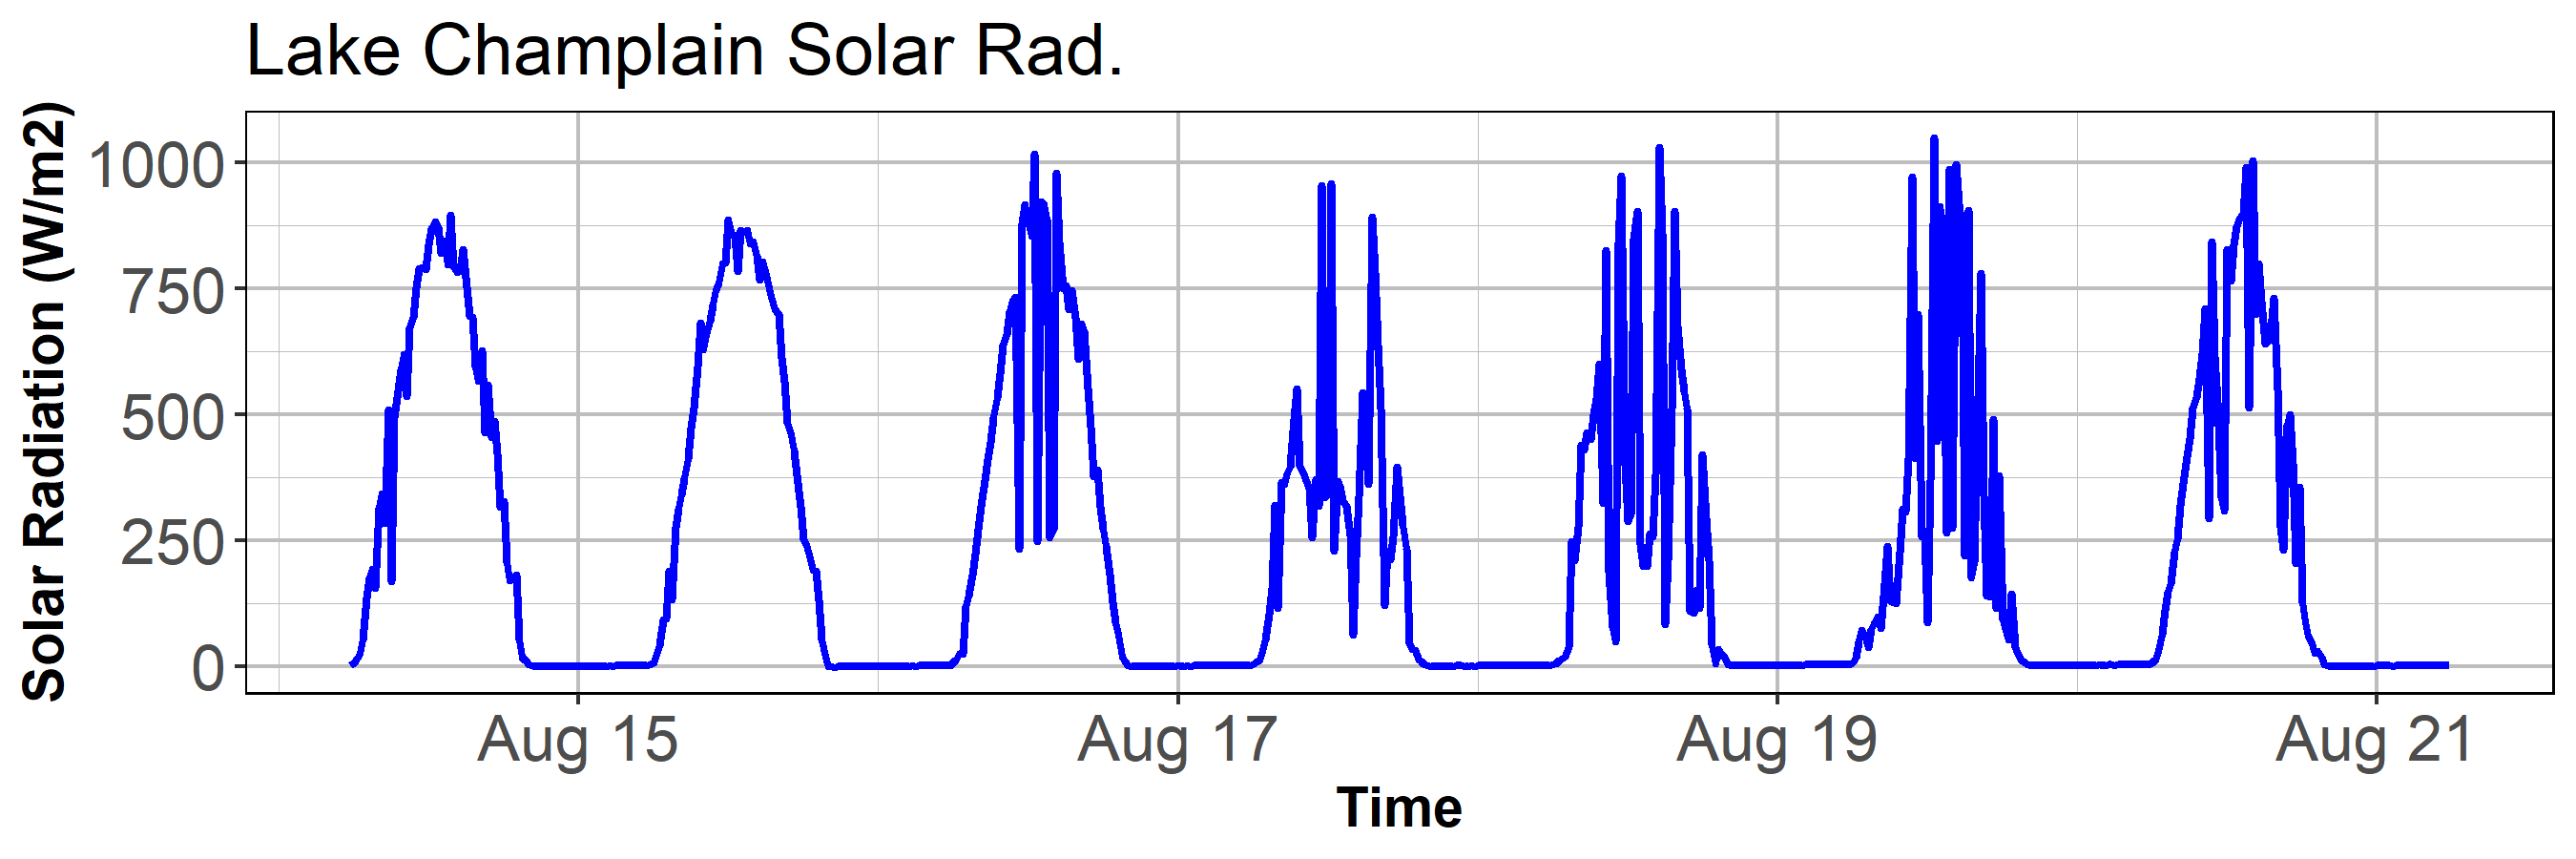 Lake Champlain Solar Rad.
Solar Radiation (W/m2)
1000
750
500
250
0
Aug 15 Aug 17 Aug 19 Aug 21
Time